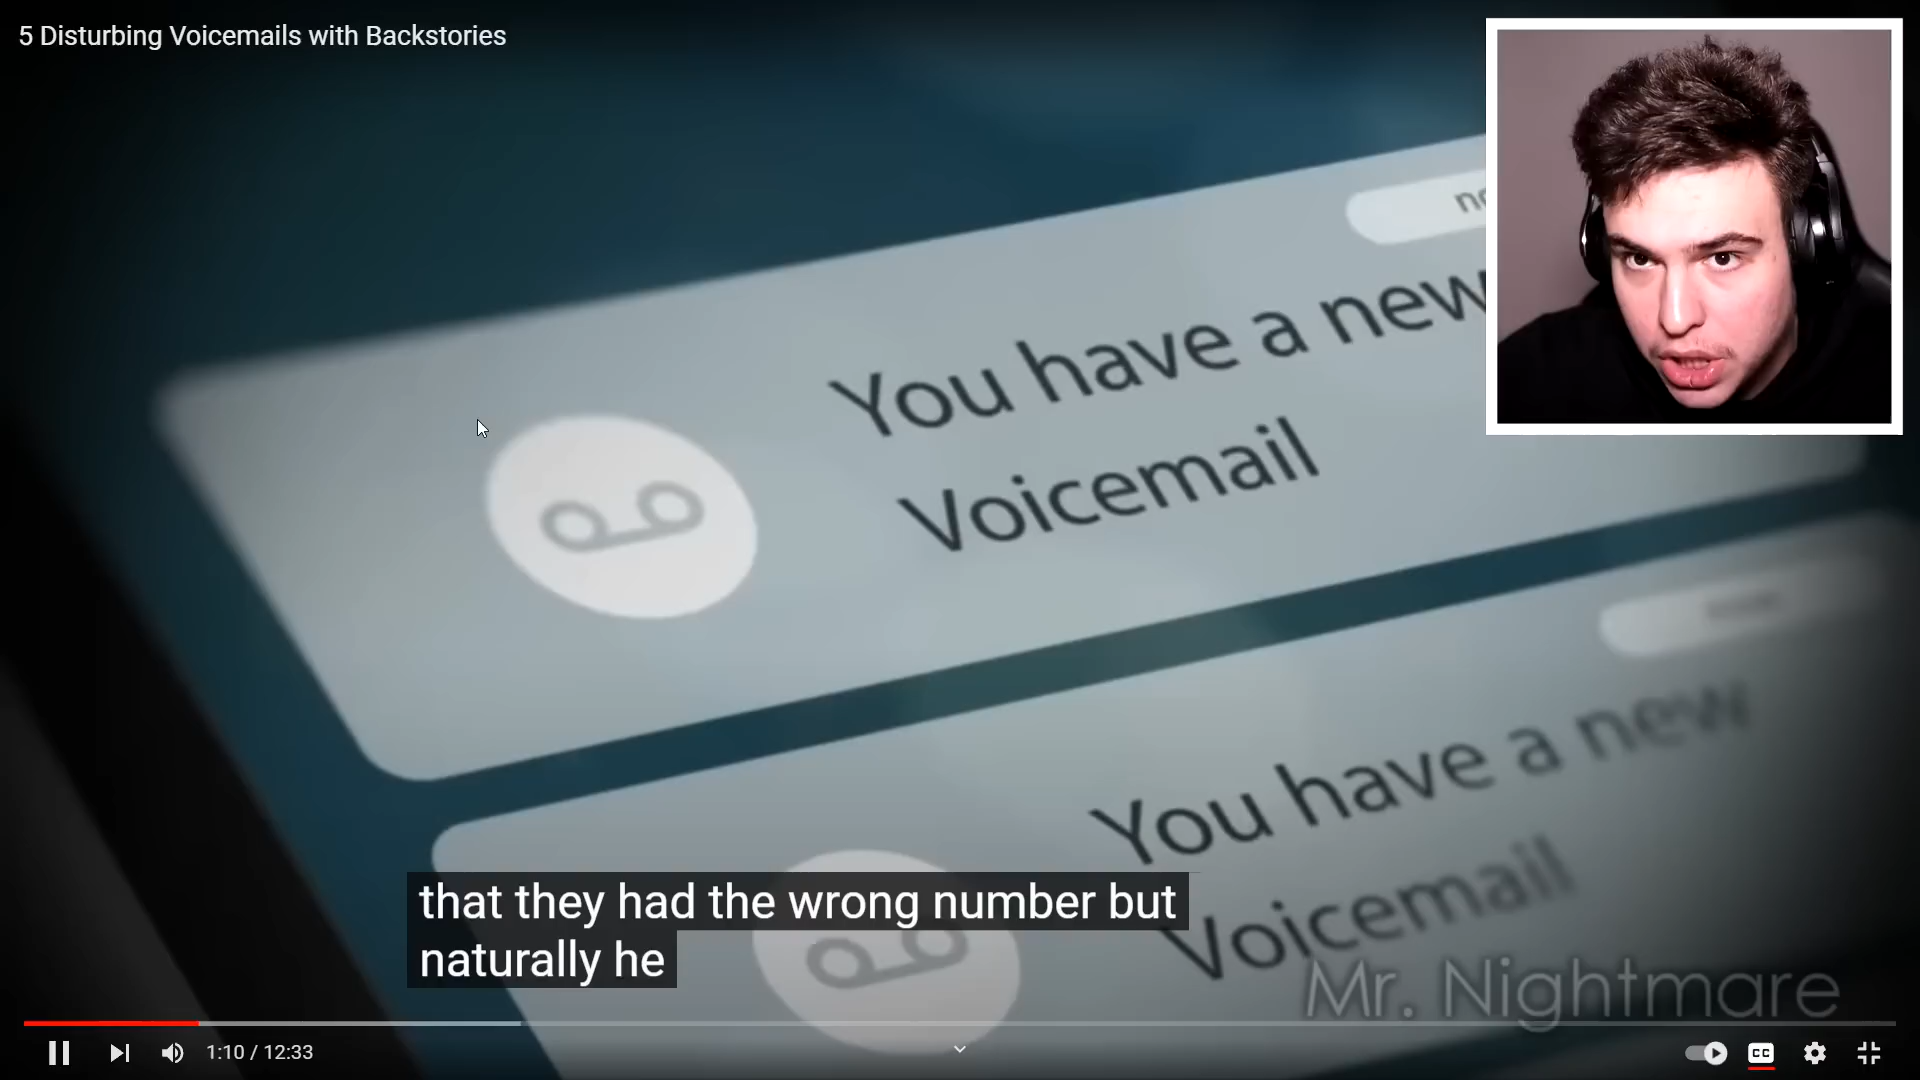 5 Disturbing Voicemails with Backstories
You have a new
Voicemail
You have a new
Voicemail
that they had the wrong number but
naturally he
Mr. Nightmare
1:10 / 12:33
CC